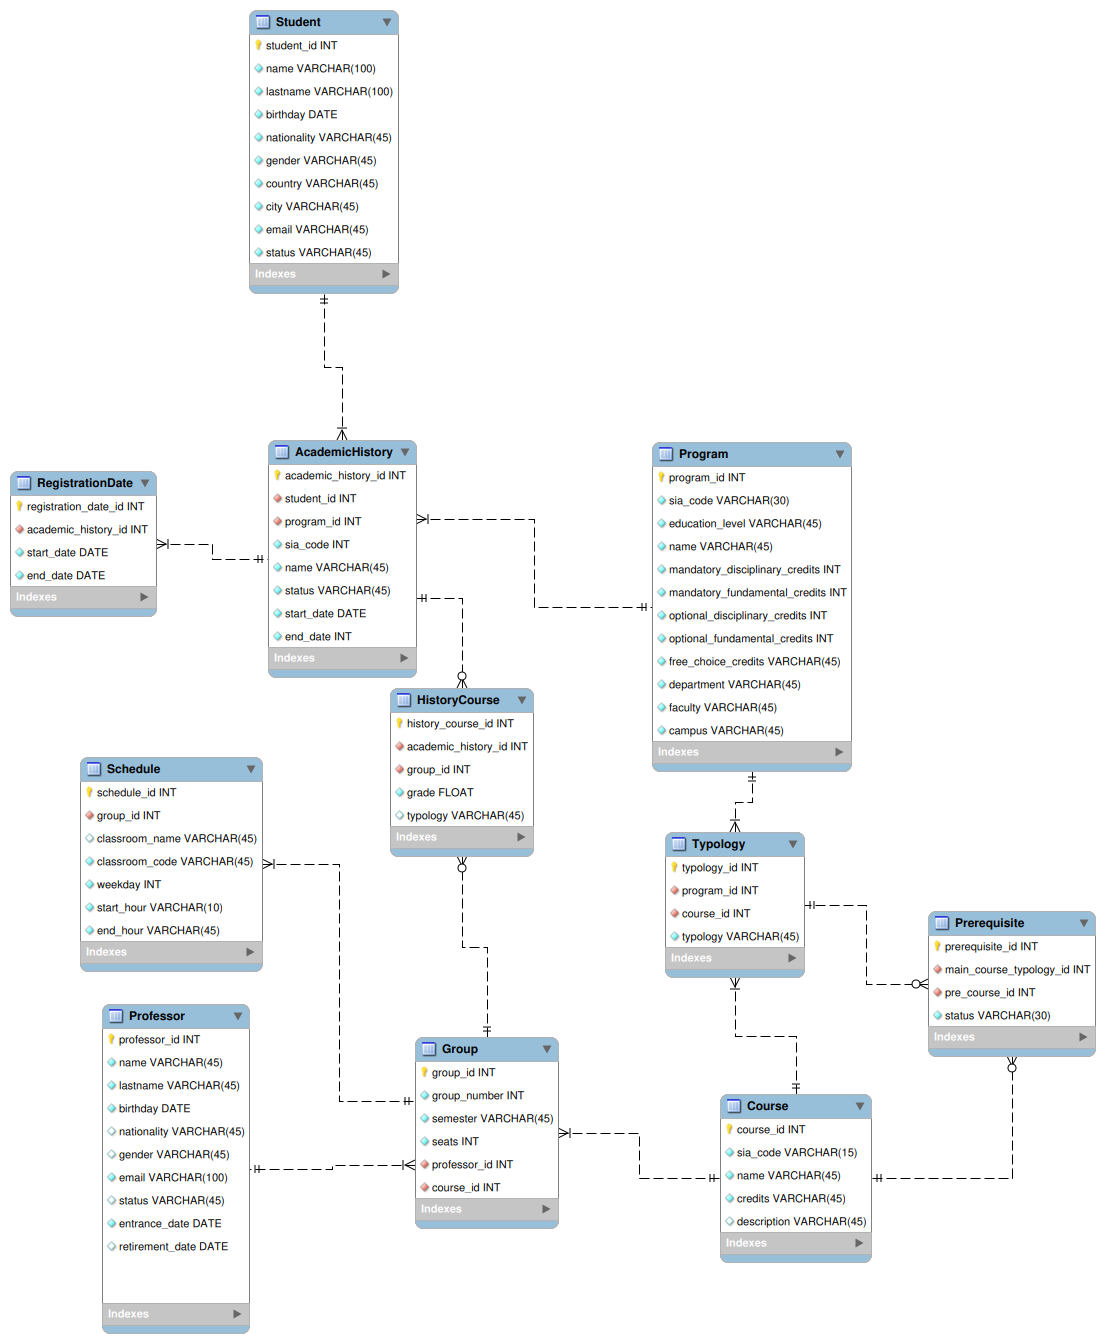 Student
student_id INT
name VARCHAR(100)
lastname VARCHAR(100)
birthday DATE
nationality VARCHAR(45)
gender VARCHAR(45)
country VARCHAR(45)
city VARCHAR(45)
email VARCHAR(45)
status VARCHAR(45)
Indexes
AcademicHistory
academic_history_id INT
student_id INT
program_id INT
sia_code INT
name VARCHAR(45)
status VARCHAR(45)
start_date DATE
end_date INT
Indexes
Program
program_id INT
sia_code VARCHAR(30)
education_level VARCHAR(45)
name VARCHAR(45)
mandatory_disciplinary_credits INT
mandatory_fundamental_credits INT
optional_disciplinary_credits INT
optional_fundamental_credits INT
free_choice_credits VARCHAR(45)
department VARCHAR(45)
faculty VARCHAR(45)
campus VARCHAR(45)
Indexes
RegistrationDate
registration_date_id INT
academic_history_id INT
start_date DATE
end_date DATE
Indexes
HistoryCourse
history_course_id INT
academic_history_id INT
group_id INT
grade FLOAT
typology VARCHAR(45)
Indexes
Schedule
schedule_id INT
group_id INT
classroom_name VARCHAR(45)
classroom_code VARCHAR(45)
weekday INT
start_hour VARCHAR(10)
end_hour VARCHAR(45)
Indexes
Typology
typology_id INT
program_id INT
course_id INT
typology VARCHAR(45)
Indexes
Prerequisite
prerequisite_id INT
main_course_typology_id INT
pre_course_id INT
status VARCHAR(30)
Indexes
Professor
professor_id INT
name VARCHAR(45)
lastname VARCHAR(45)
birthday DATE
nationality VARCHAR(45)
gender VARCHAR(45)
email VARCHAR(100)
status VARCHAR(45)
entrance_date DATE
retirement_date DATE
Indexes
Group
group_id INT
group_number INT
semester VARCHAR(45)
seats INT
professor_id INT
course_id INT
Indexes
Course
course_id INT
sia_code VARCHAR(15)
name VARCHAR(45)
credits VARCHAR(45)
description VARCHAR(45)
Indexes